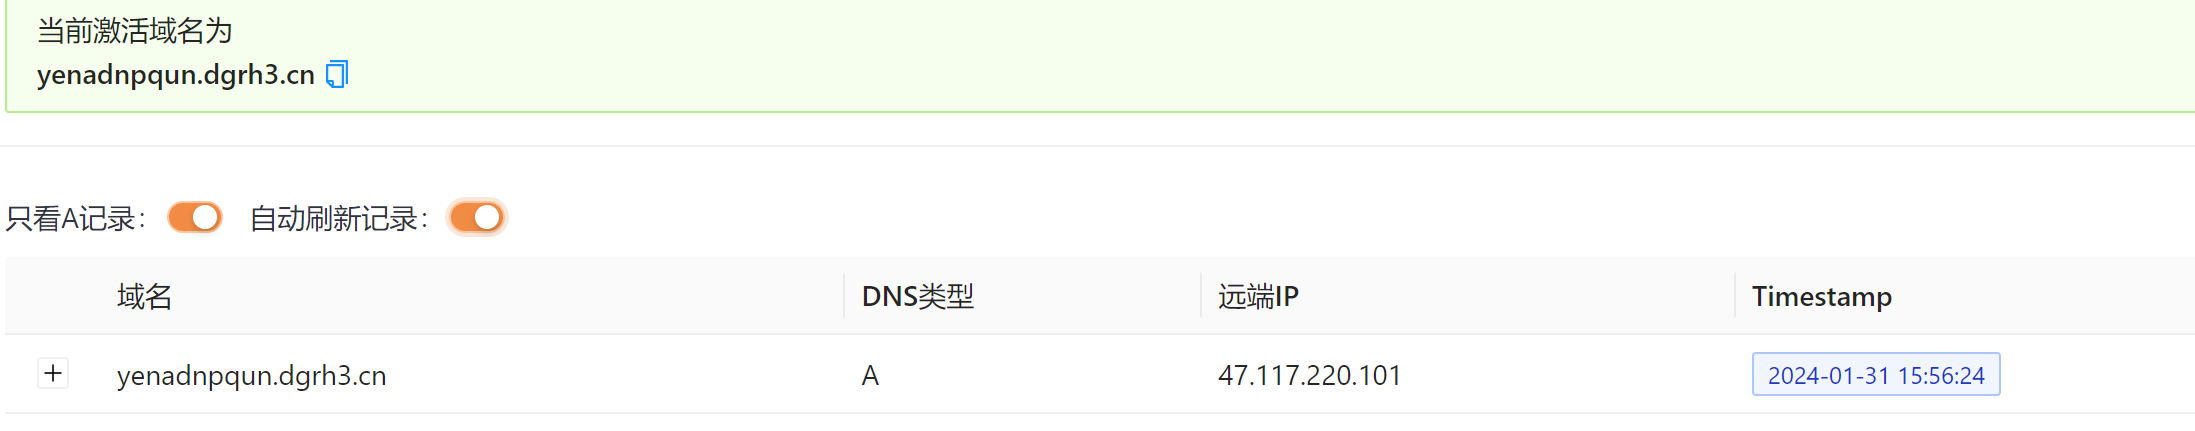 当前激活域名为
yenadnpqun.dgrh3.cn
只看A记录： 自动刷新记录：
域名 DNS类型 远端IP Timestamp
yenadnpqun.dgrh3.cn A 47.117.220.101 2024-01-31 15:56:24